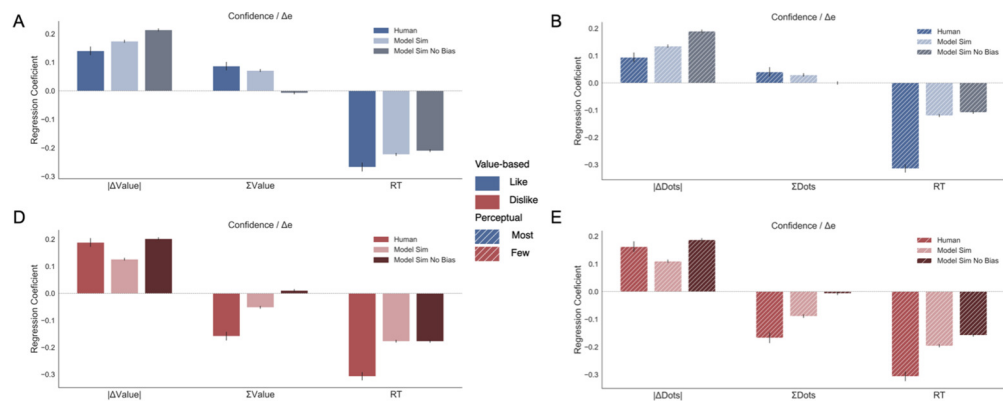 A
Confidence / Δe
Human
Model Sim
Model Sim No Bias
Regression Coeficient
0.2
0.1
0.0
−0.1
−0.2
−0.3
|ΔValue|
ΣValue
RT
B
Confidence / Δe
Human
Model Sim
Model Sim No Bias
Regression Coeficient
0.2
0.1
0.0
−0.1
−0.2
−0.3
|ΔDots|
ΣDots
RT
Value-based
Like
Dislike
Perceptual
Most
Few
D
Confidence / Δe
Human
Model Sim
Model Sim No Bias
Regression Coeficient
0.2
0.1
0.0
−0.1
−0.2
−0.3
|ΔValue|
ΣValue
RT
E
Confidence / Δe
Human
Model Sim
Model Sim No Bias
Regression Coeficient
0.2
0.1
0.0
−0.1
−0.2
−0.3
|ΔDots|
ΣDots
RT